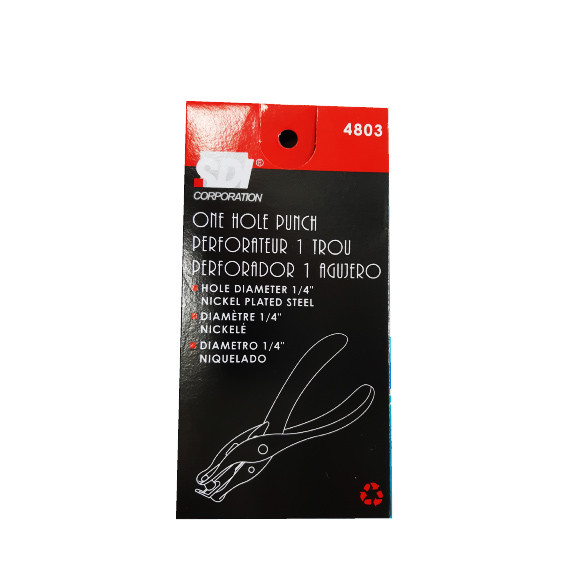 4803
SDI®
CORPORATION
ONE HOLE PUNCH
PERFORATEUR 1 TROU
PERFORADOR 1 AGUJERO
HOLE DIAMETER 1/4"
NICKEL PLATED STEEL
DIAMÈTRE 1/4"
NICKELÉ
DIAMETRO 1/4"
NIQUELADO